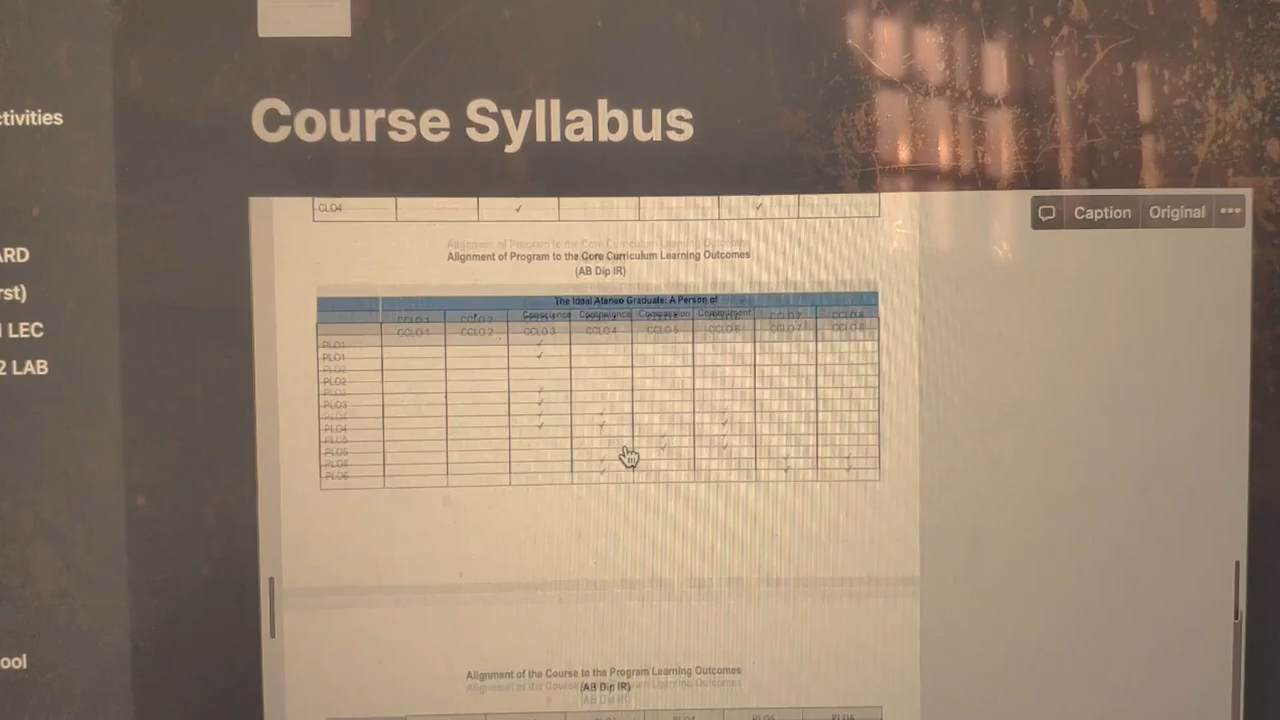 ctivities
Course Syllabus
ARD
rst)
LEC
2 LAB
ool
Caption Original •••
CLO4 ✓ ✓
Alignment of Program to the Core Curriculum Learning Outcomes
(AB Dip IR)
The Ideal Ateneo Graduate: A Person of
Conscience Competence Compassion Commitment
CCLO 1 CCLO 2 CCLO 3 CCLO 4 CCLO 5 CCLO 6 CCLO 7 CCLO 8
PLO1 ✓
PLO2
PLO3 ✓
PLO4 ✓ ✓ ✓
PLO5 ✓ ✓
PLO6 ✓ ✓ ✓
Alignment of the Course to the Program Learning Outcomes
(AB Dip IR)
PLO4 PLO5 PLO6